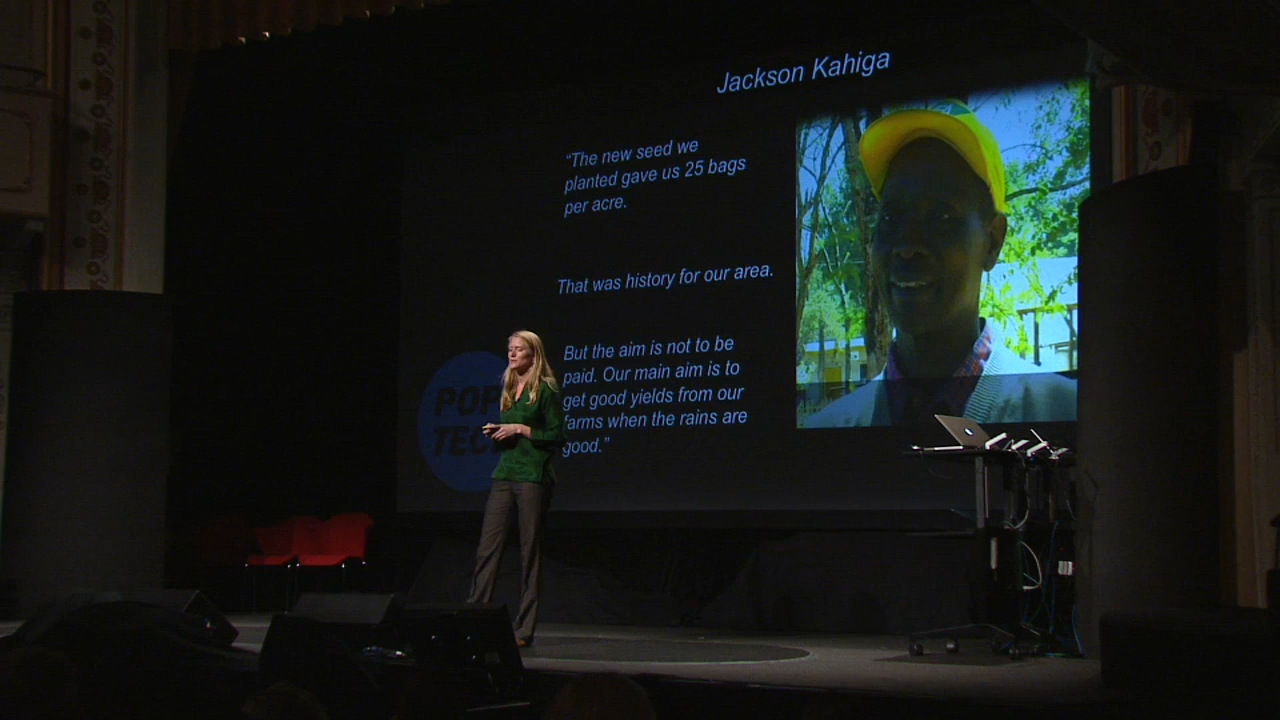 Jackson Kahiga
“The new seed we
planted gave us 25 bags
per acre.
That was history for our area.
But the aim is not to be
paid. Our main aim is to
get good yields from our
farms when the rains are
good.”
POP
TEC